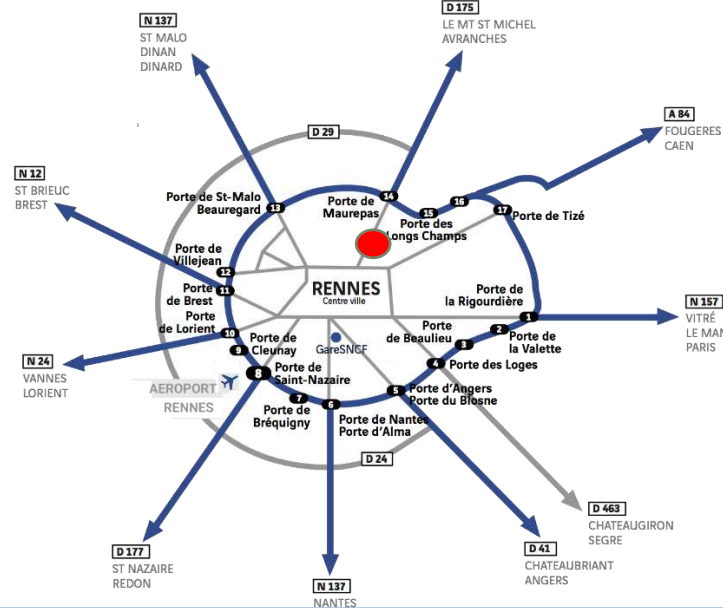 N 137
ST MALO
DINAN
DINARD
D 175
LE MT ST MICHEL
AVRANCHES
A 84
FOUGERES
CAEN
D 29
N 12
ST BRIEUC
BREST
Porte de St-Malo
Beauregard
13
Porte de
Maurepas
14
15
16
Porte des
Longs Champs
17
Porte de Tizé
Porte de
Villejean
12
11
Porte
de Brest
RENNES
Centre ville
Porte de
la Rigourdière
1
N 157
VITRÉ
LE MAN
PARIS
Porte
de Lorient
10
9
Porte de
Cleunay
GareSNCF
Porte
de Beaulieu
3
2
Porte de
la Valette
N 24
VANNES
LORIENT
AEROPORT
RENNES
8
Porte de
Saint-Nazaire
4
Porte des Loges
5
Porte d'Angers
Porte du Blosne
7
Porte de
Bréquigny
6
Porte de Nantes
Porte d'Alma
D 24
D 463
CHATEAUGIRON
SEGRE
D 177
ST NAZAIRE
REDON
D 41
CHATEAUBRIANT
ANGERS
N 137
NANTES